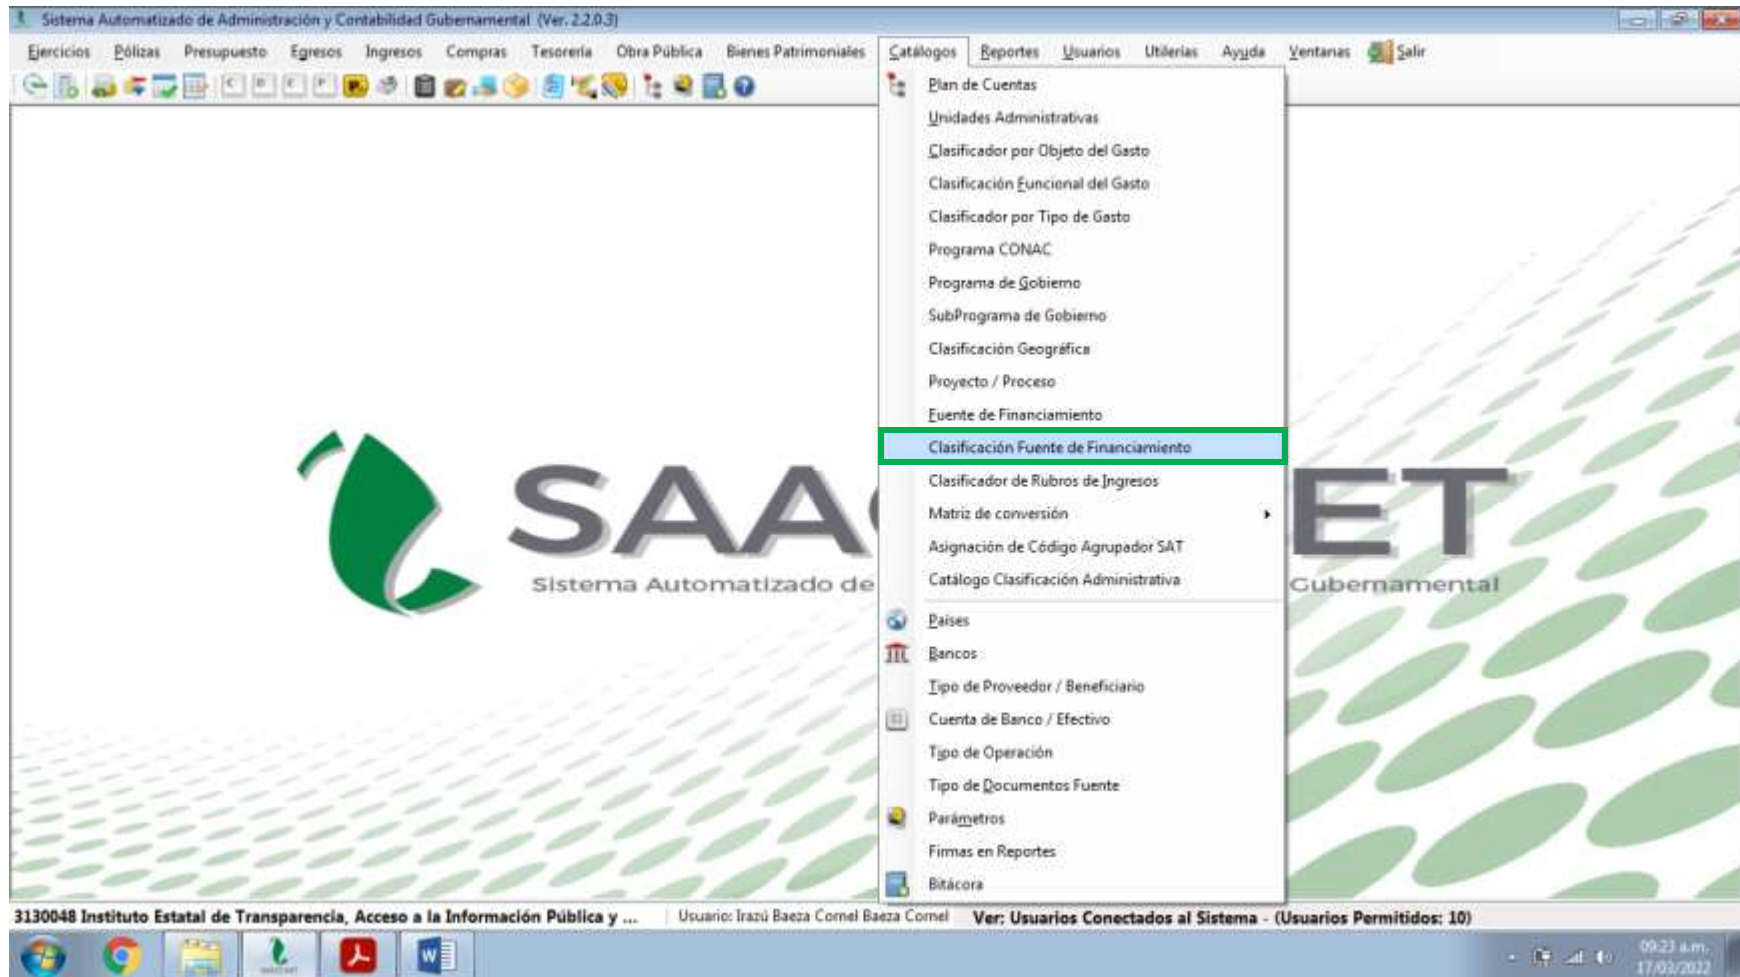 Sistema Automatizado de Administración y Contabilidad Gubernamental (Ver. 2.2.0.3)
Ejercicios Pólizas Presupuesto Egresos Ingresos Compras Tesorería Obra Pública Bienes Patrimoniales Catálogos Reportes Usuarios Utilerías Ayuda Ventanas Salir
Plan de Cuentas
Unidades Administrativas
Clasificador por Objeto del Gasto
Clasificación Funcional del Gasto
Clasificador por Tipo de Gasto
Programa CONAC
Programa de Gobierno
SubPrograma de Gobierno
Clasificación Geográfica
Proyecto / Proceso
Fuente de Financiamiento
Clasificación Fuente de Financiamiento
Clasificador de Rubros de Ingresos
Matriz de conversión
Asignación de Código Agrupador SAT
Catálogo Clasificación Administrativa
Países
Bancos
Tipo de Proveedor / Beneficiario
Cuenta de Banco / Efectivo
Tipo de Operación
Tipo de Documentos Fuente
Parámetros
Firmas en Reportes
Bitácora
SAA ET
Sistema Automatizado de Gubernamental
3130048 Instituto Estatal de Transparencia, Acceso a la Información Pública y ... Usuario: Irazú Baeza Cornel Baeza Cornel Ver: Usuarios Conectados al Sistema - (Usuarios Permitidos: 10)
09:23 a.m.
17/03/2022